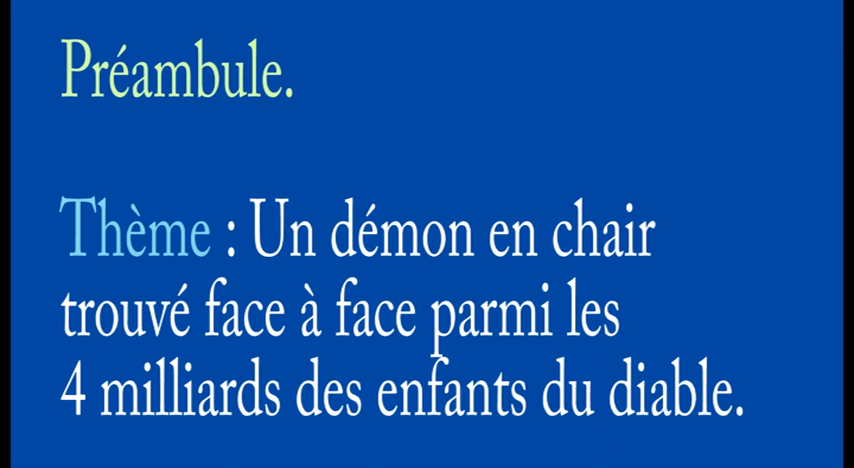 Préambule.
Thème : Un démon en chair
trouvé face à face parmi les
4 milliards des enfants du diable.